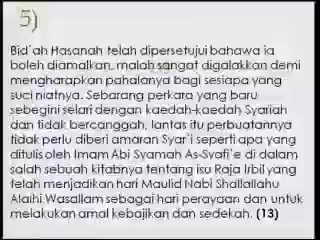 5)
Bid'ah Hasanah telah dipersetujui bahawa ia
boleh diamalkan, malah sangat digalakkan demi
mengharapkan pahalanya bagi sesiapa yang
suci niatnya. Sebarang perkara yang baru
sebegini selari dengan kaedah-kaedah Syariah
dan tidak bercanggah, lantas itu perbuatannya
tidak perlu diberi amaran Syar'i seperti apa yang
ditulis oleh Imam Abi Syamah As-Syafi'e di dalam
salah sebuah kitabnya tentang isu Raja Irbil yang
telah menjadikan hari Maulid Nabi Shallallahu
Alaihi Wasallam sebagai hari perayaan dan untuk
melakukan amal kebajikan dan sedekah. (13)